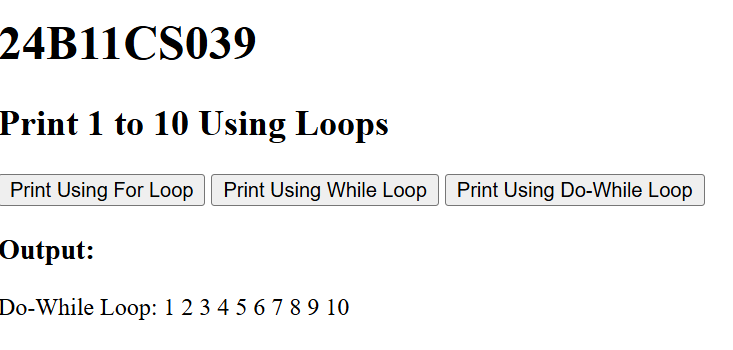 24B11CS039
Print 1 to 10 Using Loops
Print Using For Loop Print Using While Loop Print Using Do-While Loop
Output:
Do-While Loop: 1 2 3 4 5 6 7 8 9 10